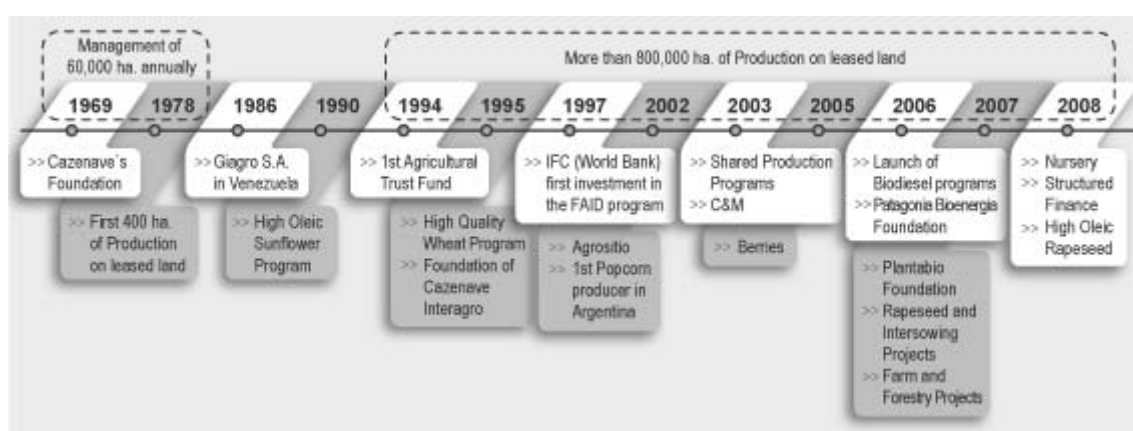 Management of
60,000 ha. annually
More than 800,000 ha. of Production on leased land
1969
1978
1986
1990
1994
1995
1997
2002
2003
2005
2006
2007
2008
>> Cazenave´s
Foundation
>> First 400 ha.
of Production
on leased land
>> Giagro S.A.
in Venezuela
>> High Oleic
Sunflower
Program
>> 1st Agricultural
Trust Fund
>> High Quality
Wheat Program
>> Foundation of
Cazenave
Interagro
>> IFC (World Bank)
first investment in
the FAID program
>> Agrositio
>> 1st Popcorn
producer in
Argentina
>> Shared Production
Programs
>> C&M
>> Berries
>> Launch of
Biodiesel programs
>> Patagonia Bioenergia
Foundation
>> Plantabio
Foundation
>> Rapeseed and
Intersowing
Projects
>> Farm and
Forestry Projects
>> Nursery
>> Structured
Finance
>> High Oleic
Rapeseed